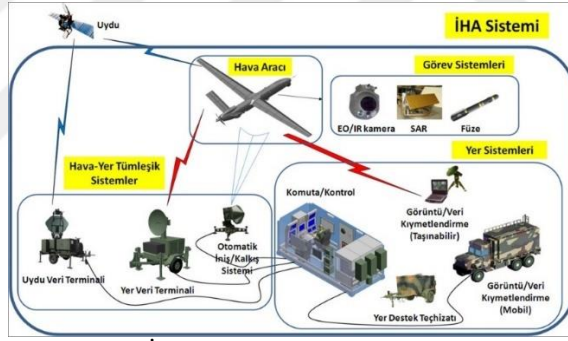 Uydu
İHA Sistemi
Hava Aracı
Görev Sistemleri
EO/IR kamera
SAR
Füze
Hava-Yer Tümleşik
Sistemler
Yer Sistemleri
Komuta/Kontrol
Otomatik
İniş/Kalkış
Sistemi
Uydu Veri Terminali
Yer Veri Terminali
Görüntü/Veri
Kıymetlendirme
(Taşınabilir)
Yer Destek Teçhizatı
Görüntü/Veri
Kıymetlendirme
(Mobil)